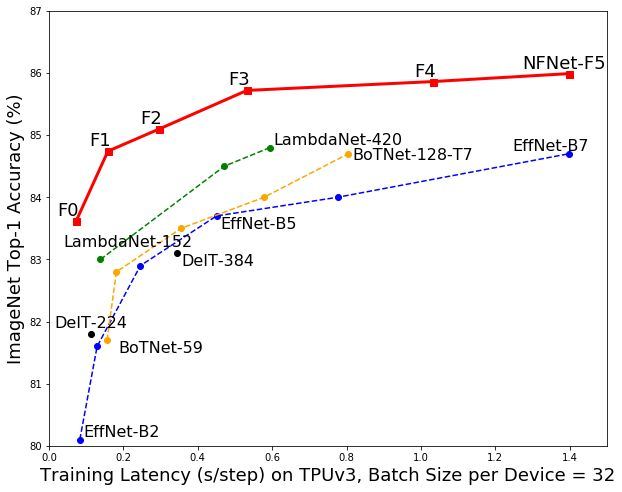 87
86
85
84
83
82
81
80
ImageNet Top-1 Accuracy (%)
NFNet-F5
F4
F3
F2
F1
F0
LambdaNet-420
BoTNet-128-T7
EffNet-B7
EffNet-B5
LambdaNet-152
DeIT-384
DeIT-224
BoTNet-59
EffNet-B2
0.0 0.2 0.4 0.6 0.8 1.0 1.2 1.4
Training Latency (s/step) on TPUv3, Batch Size per Device = 32